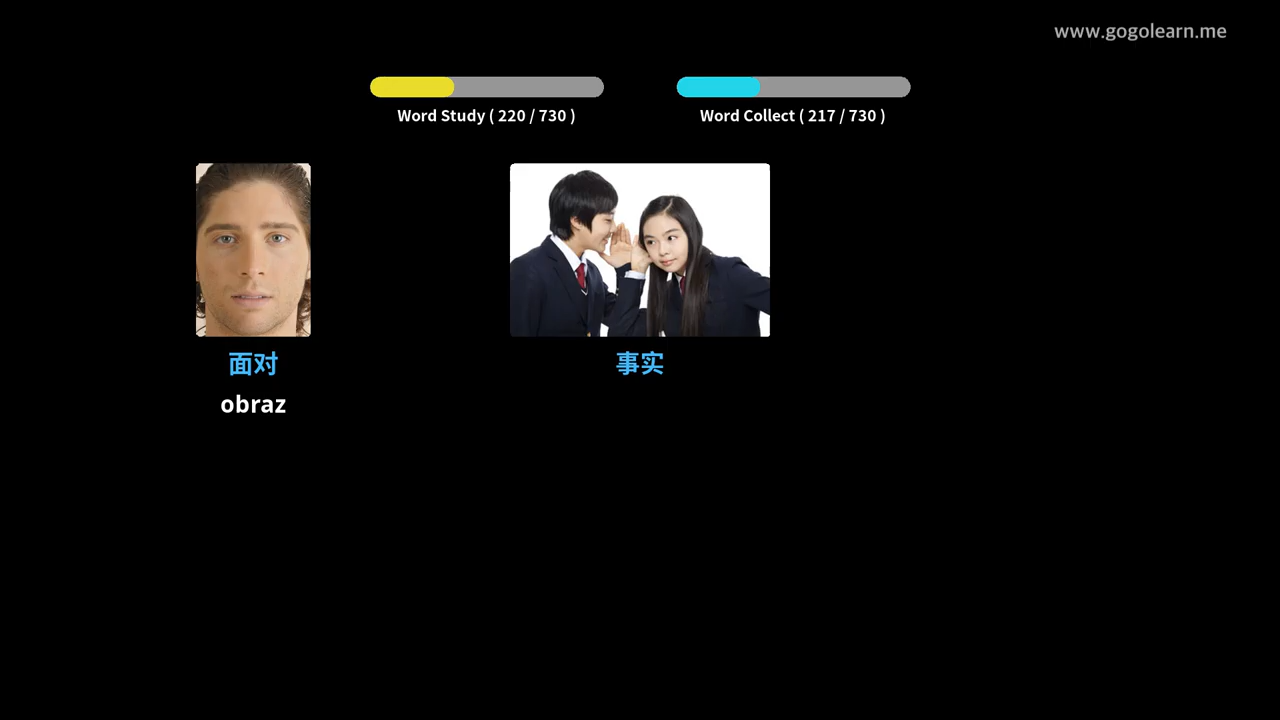 www.gogolearn.me
Word Study ( 220 / 730 )
Word Collect ( 217 / 730 )
面对
事实
obraz